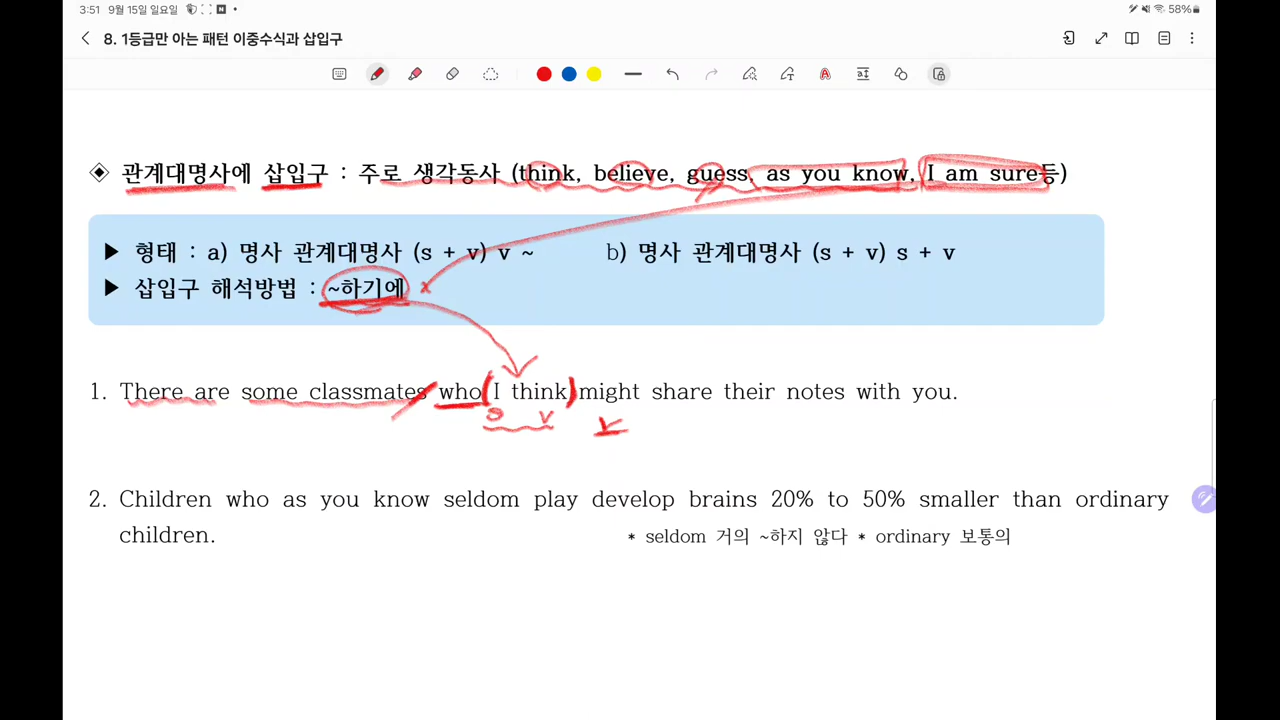 3:51 9월 15일 일요일 58%
8. 1등급만 아는 패턴 이중수식과 삽입구
◈ 관계대명사에 삽입구 : 주로 생각동사 (think, believe, guess, as you know, I am sure등)
▶ 형태 : a) 명사 관계대명사 (s + v) v ~ b) 명사 관계대명사 (s + v) s + v
▶ 삽입구 해석방법 : ~하기에 x
1. There are some classmates who ( I think ) might share their notes with you.
s v v
2. Children who as you know seldom play develop brains 20% to 50% smaller than ordinary
children. * seldom 거의 ~하지 않다 * ordinary 보통의